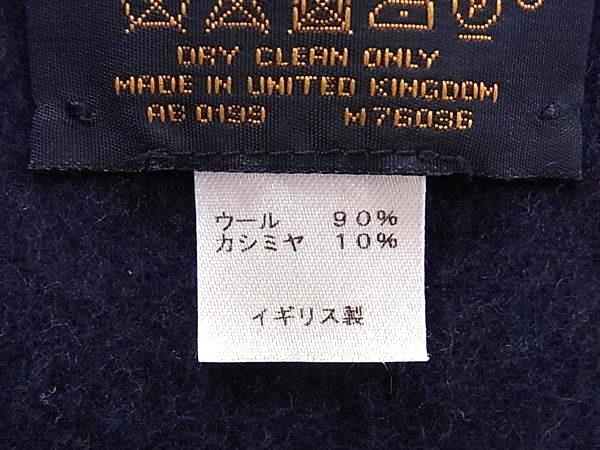 DRY CLEAN ONLY
MADE IN UNITED KINGDOM
AB 0199 M76036
ウール 90%
カシミヤ 10%
イギリス製